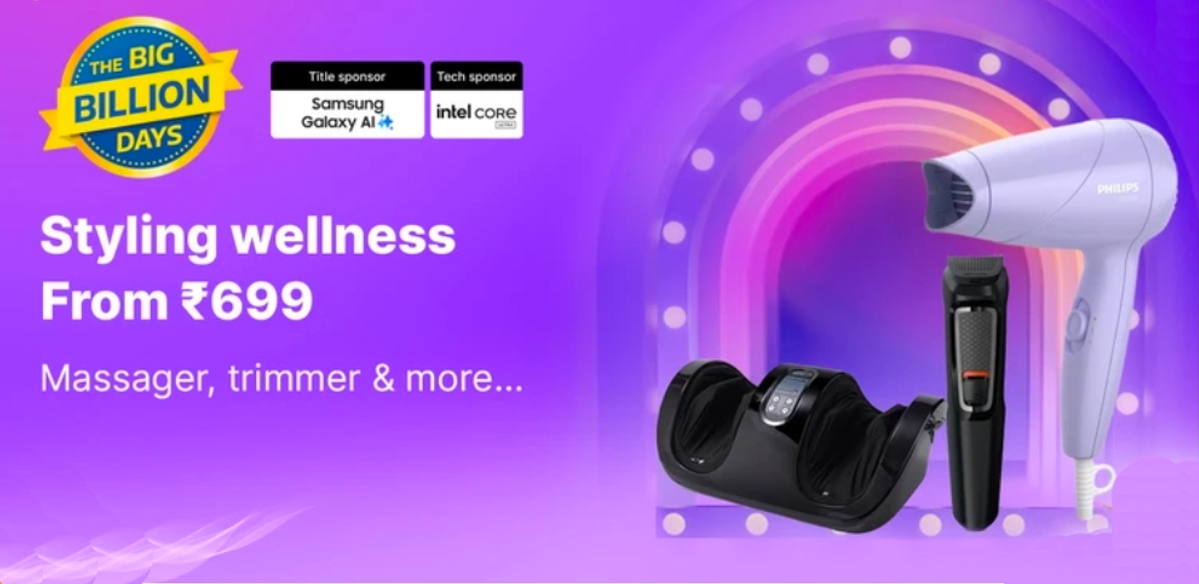 THE BIG
BILLION
DAYS
Title sponsor
Samsung
Galaxy AI
Tech sponsor
intel CORE
ULTRA
Styling wellness
From ₹699
Massager, trimmer & more...
PHILIPS